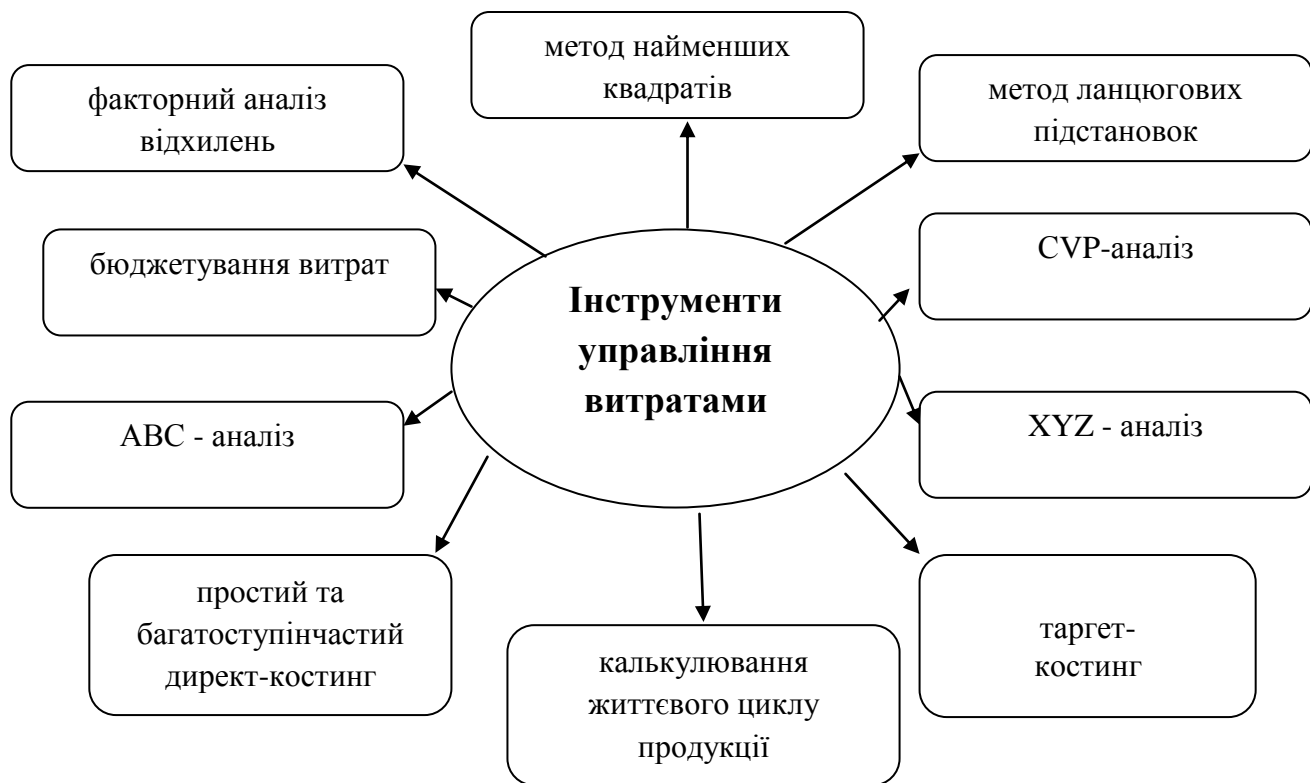 метод найменших
квадратів
факторний аналіз
відхилень
метод ланцюгових
підстановок
бюджетування витрат
CVP-аналіз
Інструменти
управління
витратами
АВС - аналіз
XYZ - аналіз
простий та
багатоступінчастий
директ-костинг
калькулювання
життєвого циклу
продукції
таргет-
костинг